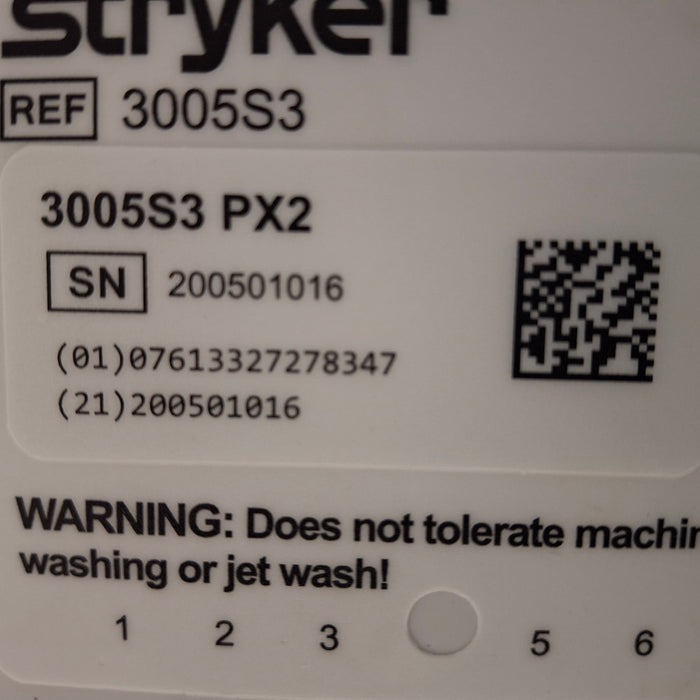 stryker
REF 3005S3
3005S3 PX2
SN 200501016
(01)07613327278347
(21)200501016
WARNING: Does not tolerate machin
washing or jet wash!
1 2 3 5 6